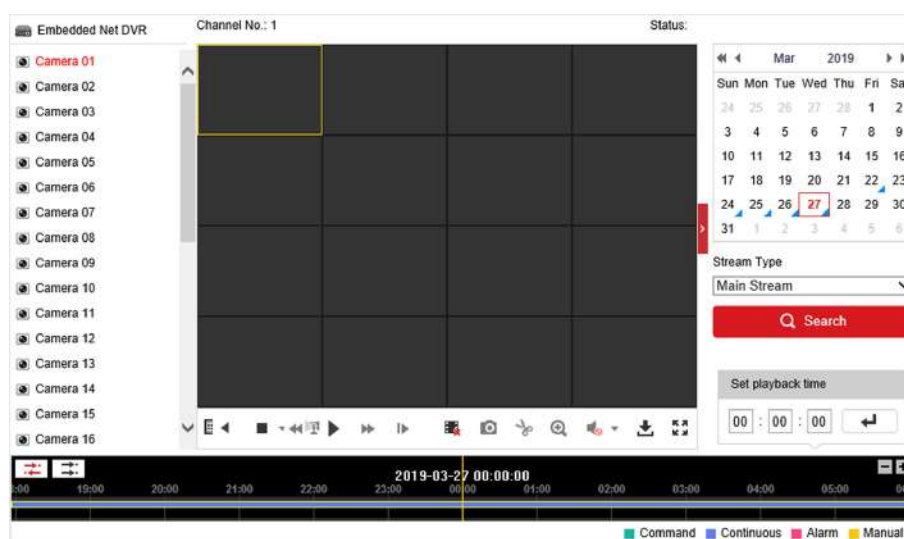 Embedded Net DVR
Camera 01
Camera 02
Camera 03
Camera 04
Camera 05
Camera 06
Camera 07
Camera 08
Camera 09
Camera 10
Camera 11
Camera 12
Camera 13
Camera 14
Camera 15
Camera 16
Channel No.: 1 Status:
Mar 2019
Sun Mon Tue Wed Thu Fri Sa
24 25 26 27 28 1 2
3 4 5 6 7 8 9
10 11 12 13 14 15 16
17 18 19 20 21 22 23
24 25 26 27 28 29 30
31 1 2 3 4 5 6
Stream Type
Main Stream
Search
Set playback time
00 : 00 : 00
2019-03-27 00:00:00
:00 19:00 20:00 21:00 22:00 23:00 00:00 01:00 02:00 03:00 04:00 05:00
Command Continuous Alarm Manual